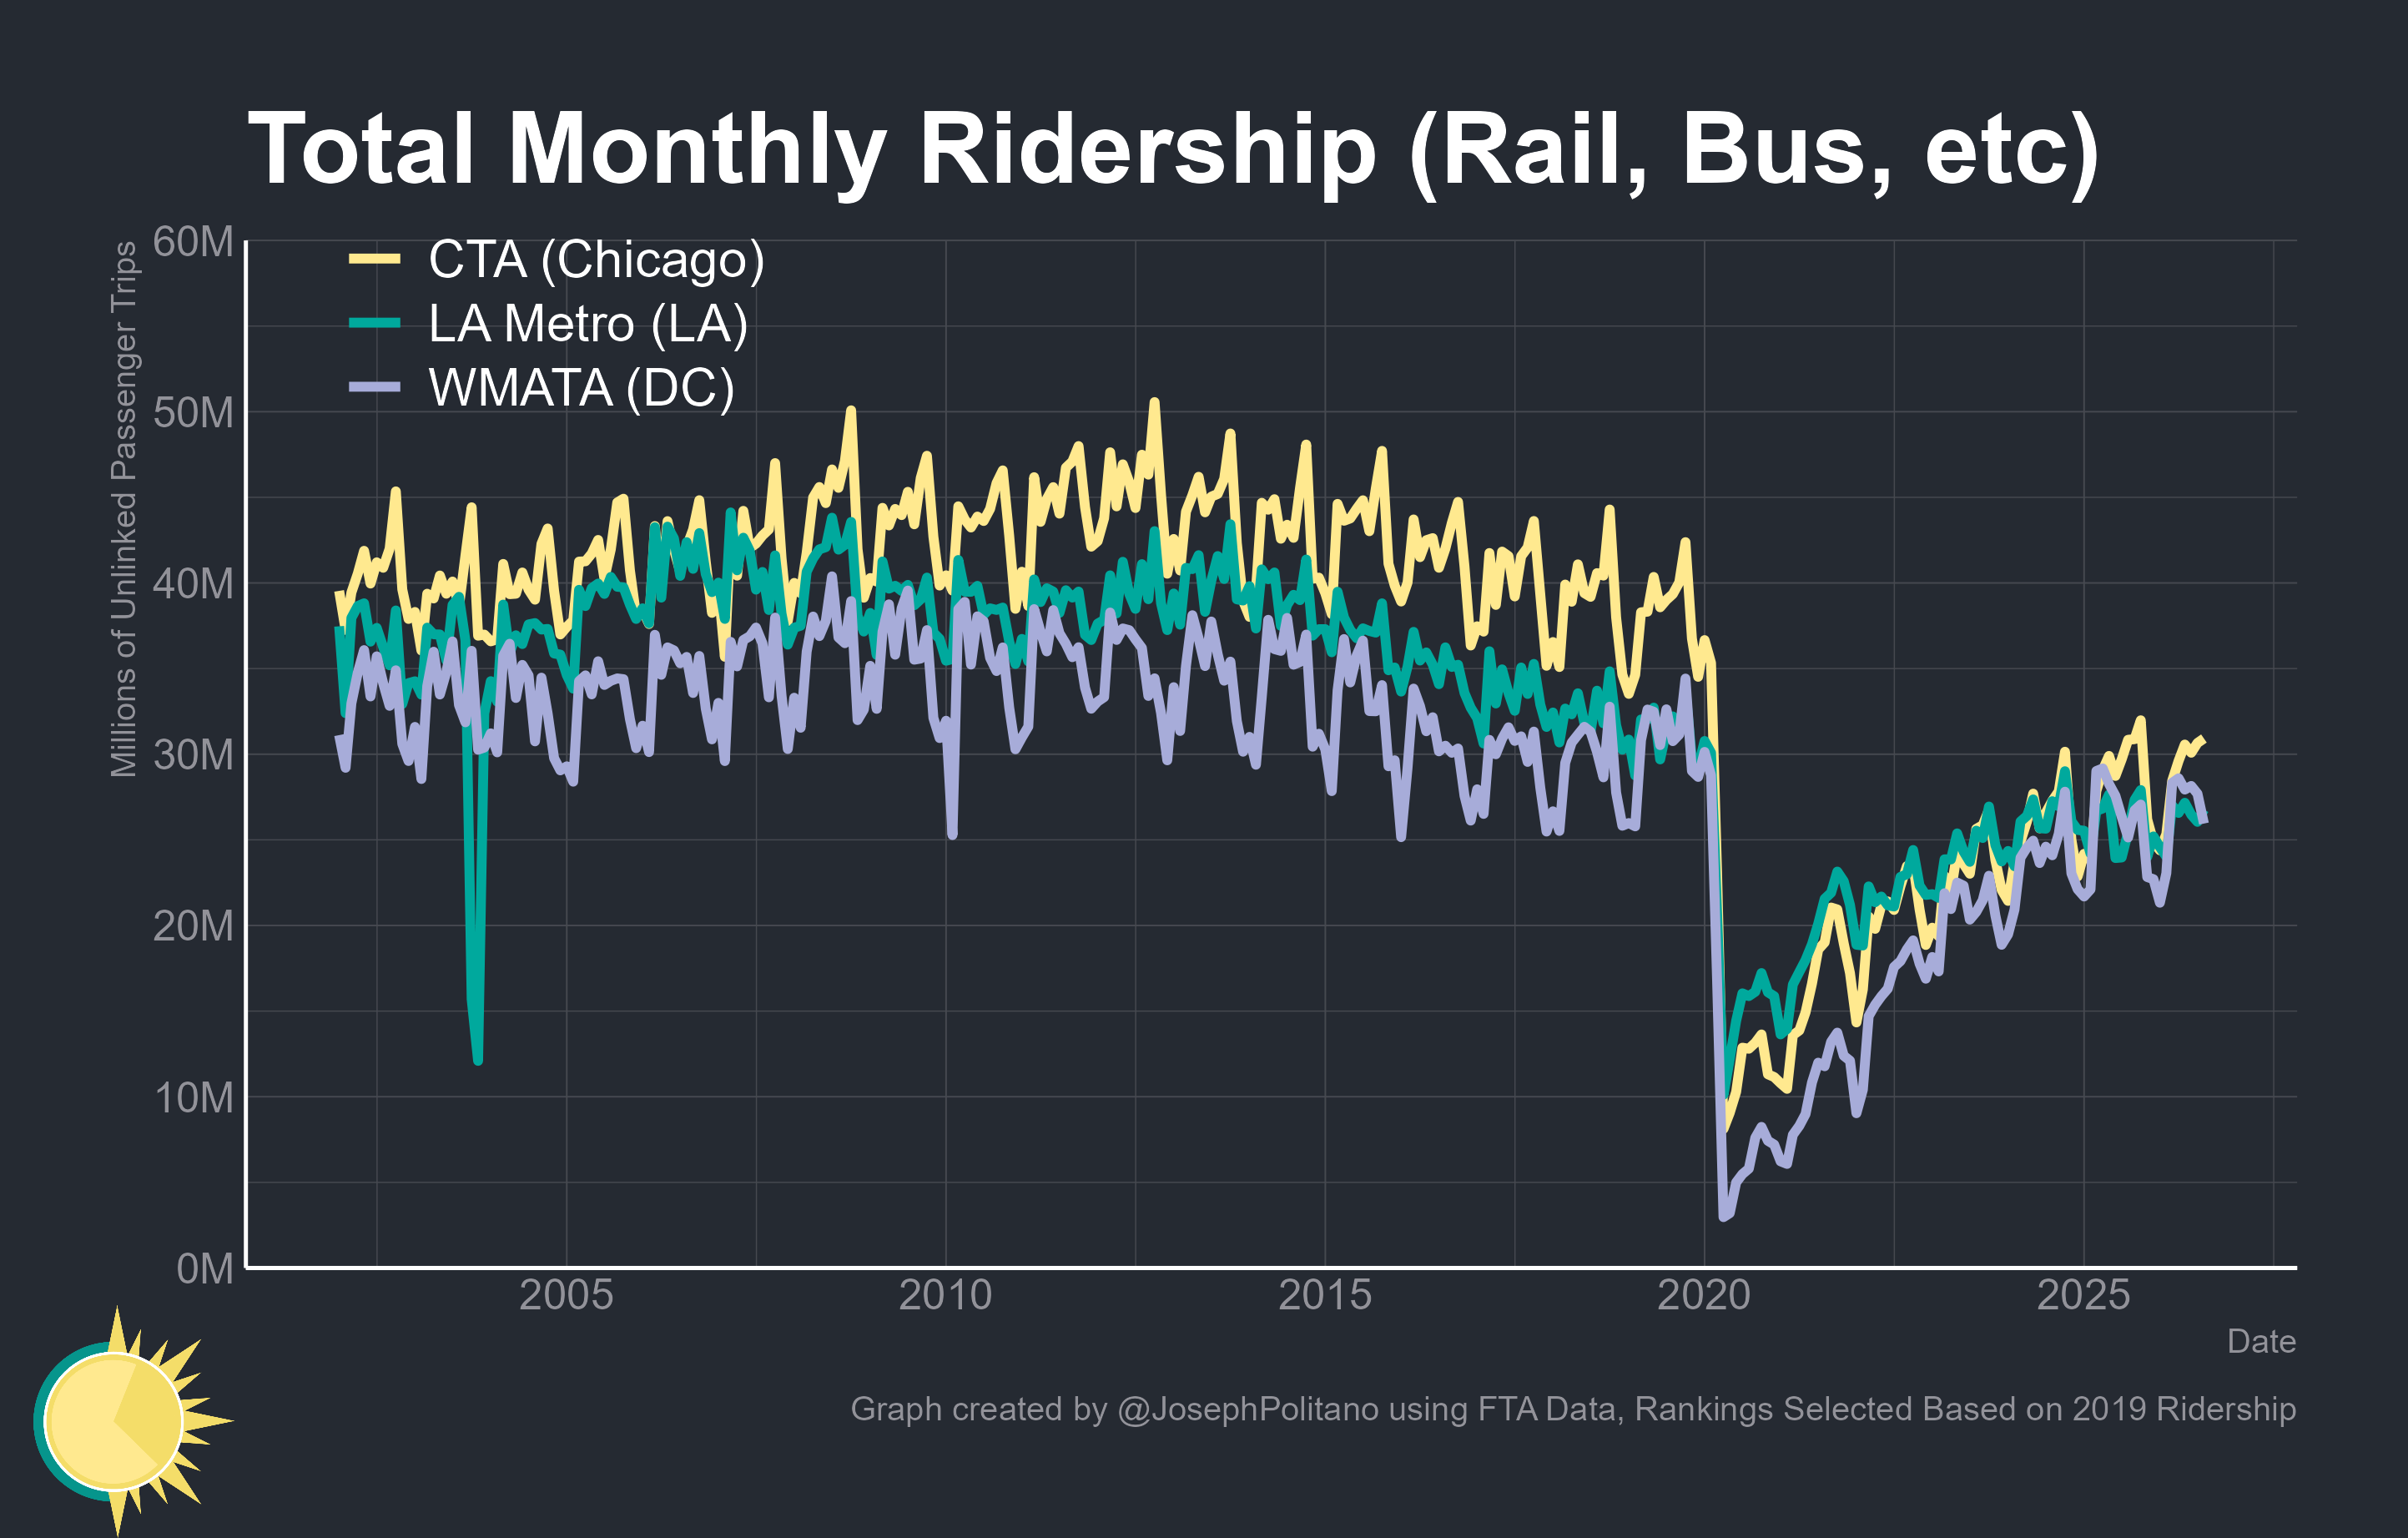 Total Monthly Ridership (Rail, Bus, etc)
Millions of Unlinked Passenger Trips
60M
50M
40M
30M
20M
10M
0M
CTA (Chicago)
LA Metro (LA)
WMATA (DC)
2005 2010 2015 2020 2025
Date
Graph created by @JosephPolitano using FTA Data, Rankings Selected Based on 2019 Ridership